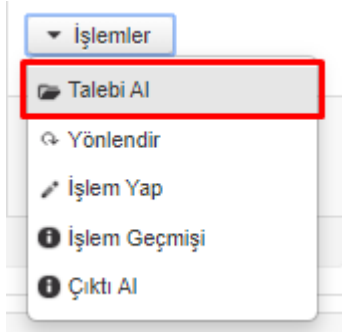 İşlemler
Talebi Al
Yönlendir
İşlem Yap
İşlem Geçmişi
Çıktı Al